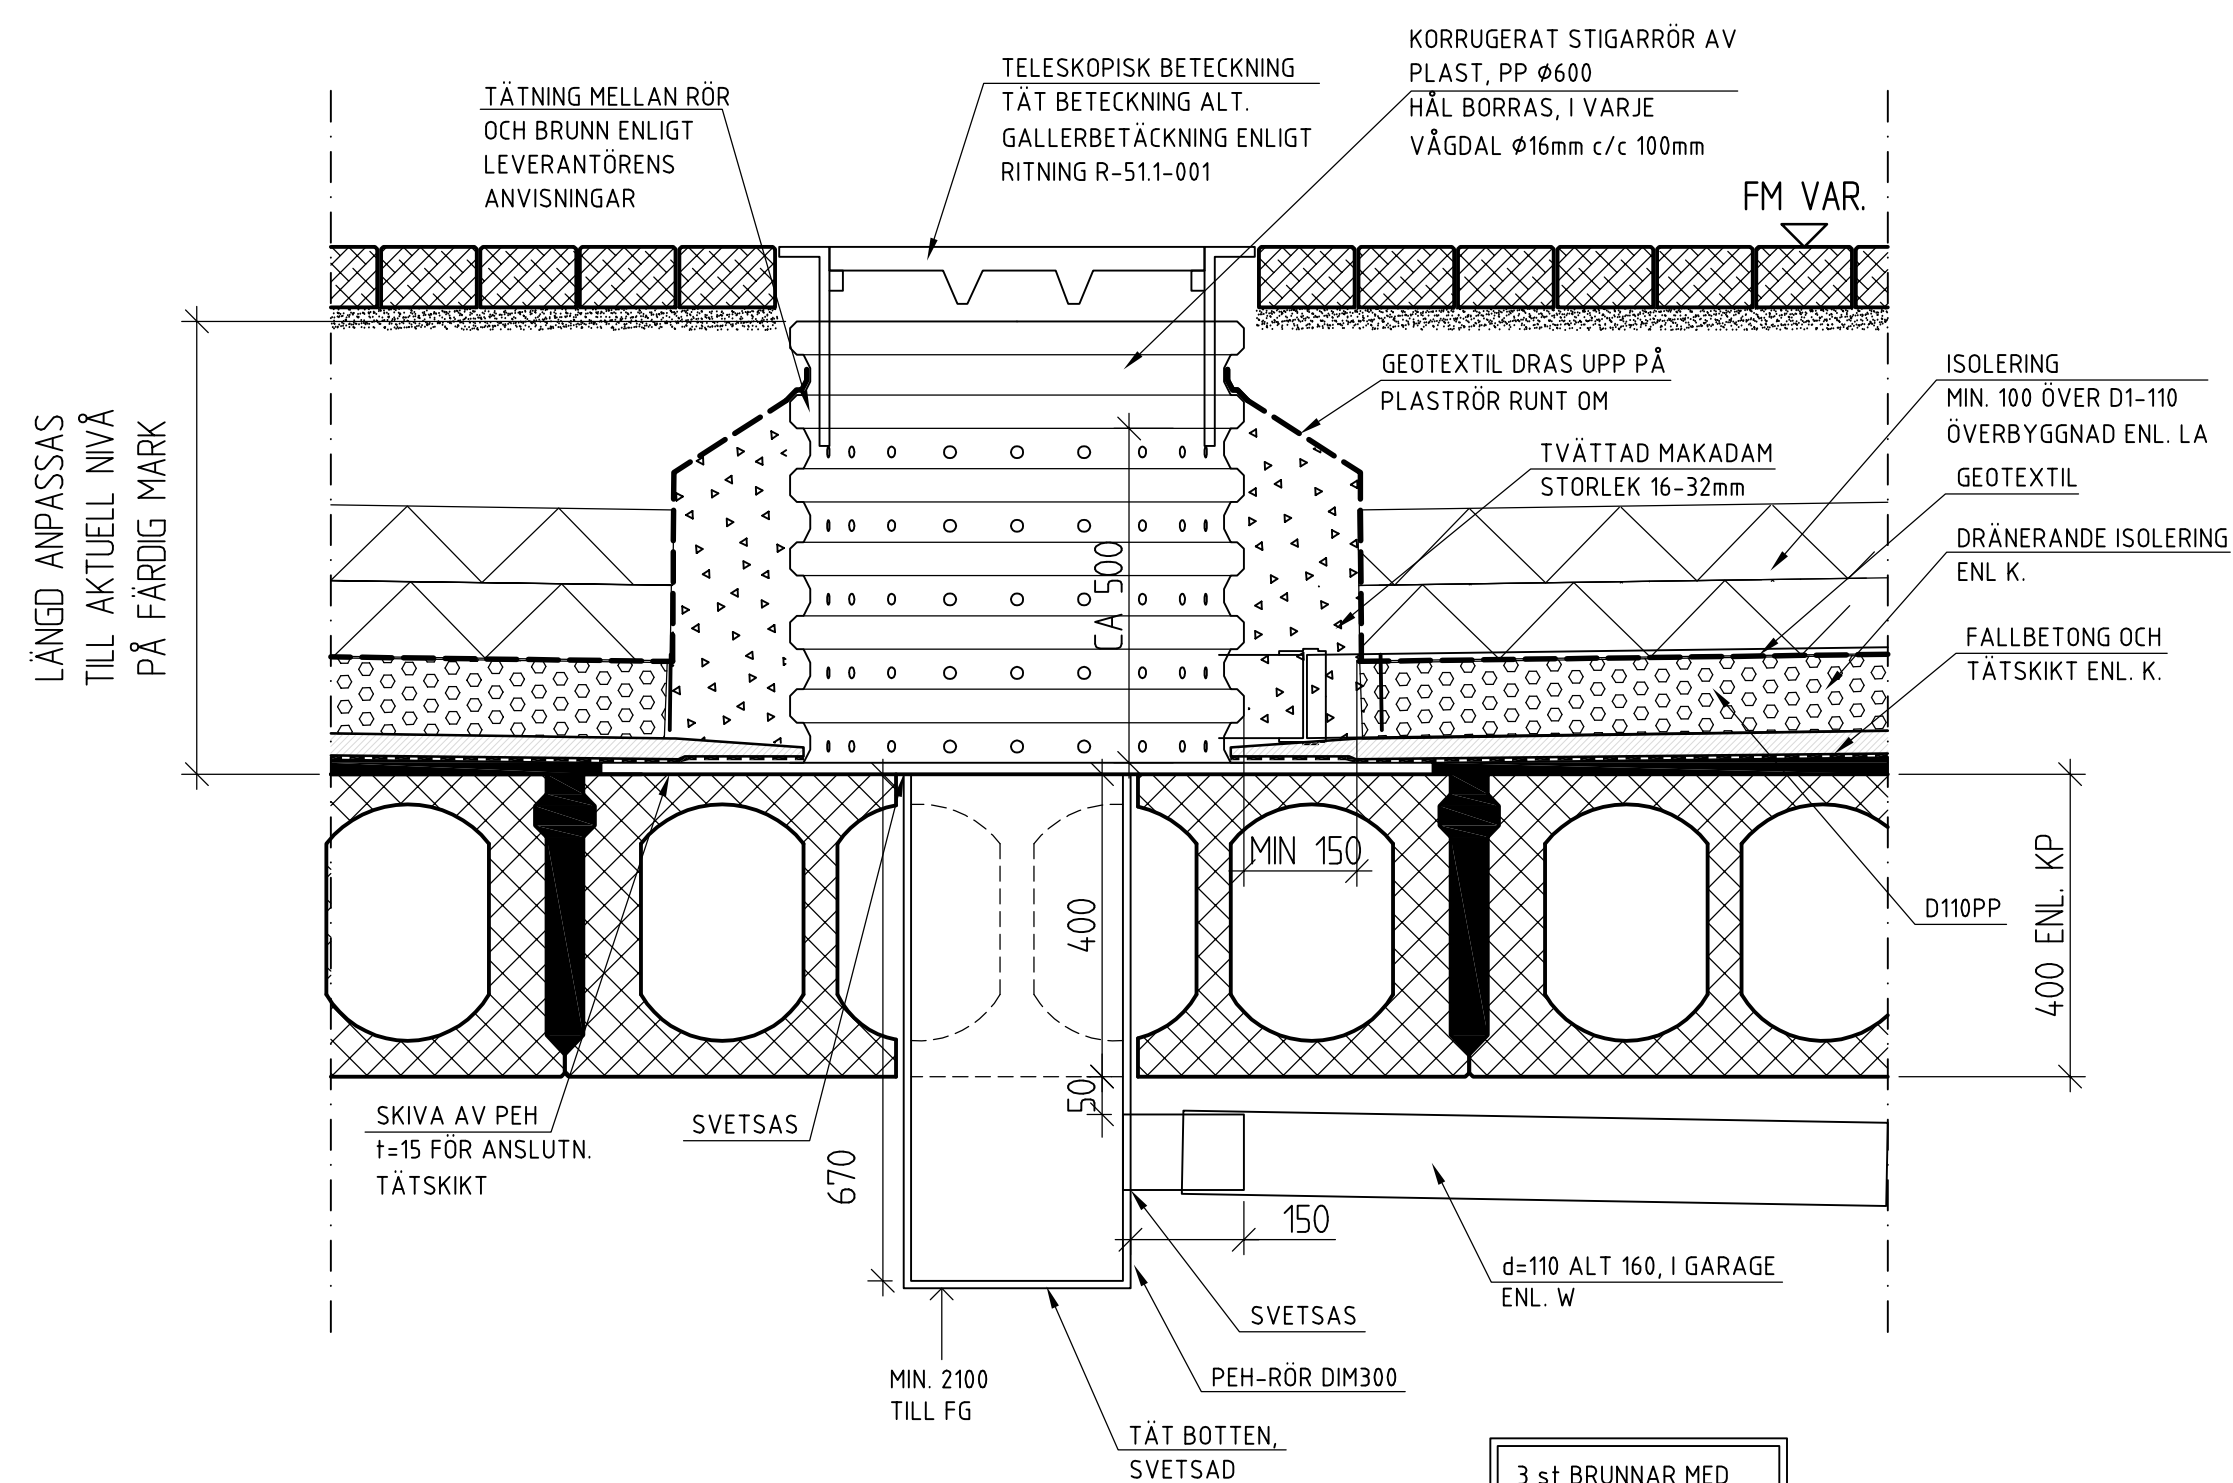 KORRUGERAT STIGARRÖR AV
PLAST, PP Ø600
HÅL BORRAS, I VARJE
VÅGDAL Ø16mm c/c 100mm
TELESKOPISK BETECKNING
TÄT BETECKNING ALT.
GALLERBETÄCKNING ENLIGT
RITNING R-51.1-001
TÄTNING MELLAN RÖR
OCH BRUNN ENLIGT
LEVERANTÖRENS
ANVISNINGAR
FM VAR.
GEOTEXTIL DRAS UPP PÅ
PLASTRÖR RUNT OM
ISOLERING
MIN. 100 ÖVER D1-110
ÖVERBYGGNAD ENL. LA
TVÄTTAD MAKADAM
STORLEK 16-32mm
GEOTEXTIL
DRÄNERANDE ISOLERING
ENL K.
FALLBETONG OCH
TÄTSKIKT ENL. K.
LÄNGD ANPASSAS
TILL AKTUELL NIVÅ
PÅ FÄRDIG MARK
CA 500
MIN 150
400
D110PP
400 ENL. KP
50
SKIVA AV PEH
t=15 FÖR ANSLUTN.
TÄTSKIKT
SVETSAS
670
150
d=110 ALT 160, I GARAGE
ENL. W
SVETSAS
PEH-RÖR DIM300
MIN. 2100
TILL FG
TÄT BOTTEN,
SVETSAD
3 st BRUNNAR MED